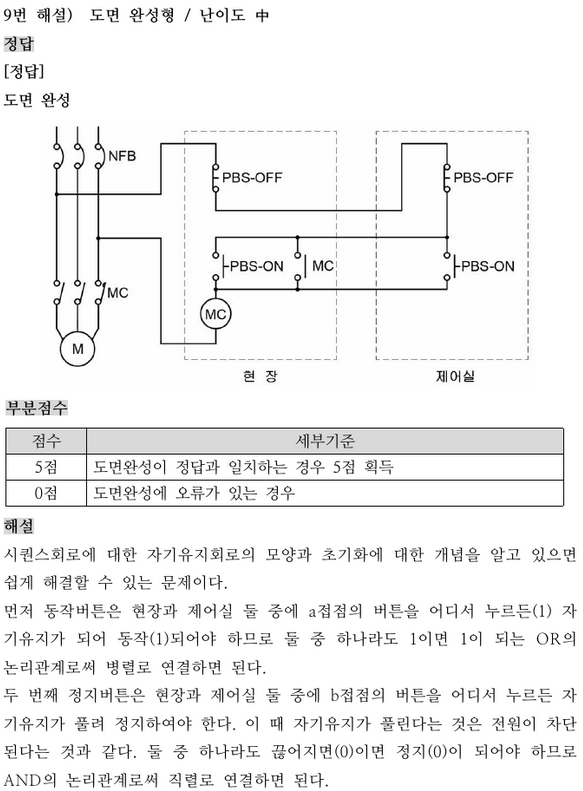 9번 해설) 도면 완성형 / 난이도 中
정답
[정답]
도면 완성
NFB
PBS-OFF
PBS-OFF
PBS-ON
MC
PBS-ON
MC
MC
M
현 장
제어실
부분점수
점수 세부기준
5점 도면완성이 정답과 일치하는 경우 5점 획득
0점 도면완성에 오류가 있는 경우
해설
시퀀스회로에 대한 자기유지회로의 모양과 초기화에 대한 개념을 알고 있으면
쉽게 해결할 수 있는 문제이다.
먼저 동작버튼은 현장과 제어실 둘 중에 a접점의 버튼을 어디서 누르든(1) 자
기유지가 되어 동작(1)되어야 하므로 둘 중 하나라도 1이면 1이 되는 OR의
논리관계로써 병렬로 연결하면 된다.
두 번째 정지버튼은 현장과 제어실 둘 중에 b접점의 버튼을 어디서 누르든 자
기유지가 풀려 정지하여야 한다. 이 때 자기유지가 풀린다는 것은 전원이 차단
된다는 것과 같다. 둘 중 하나라도 끊어지면(0)이면 정지(0)이 되어야 하므로
AND의 논리관계로써 직렬로 연결하면 된다.